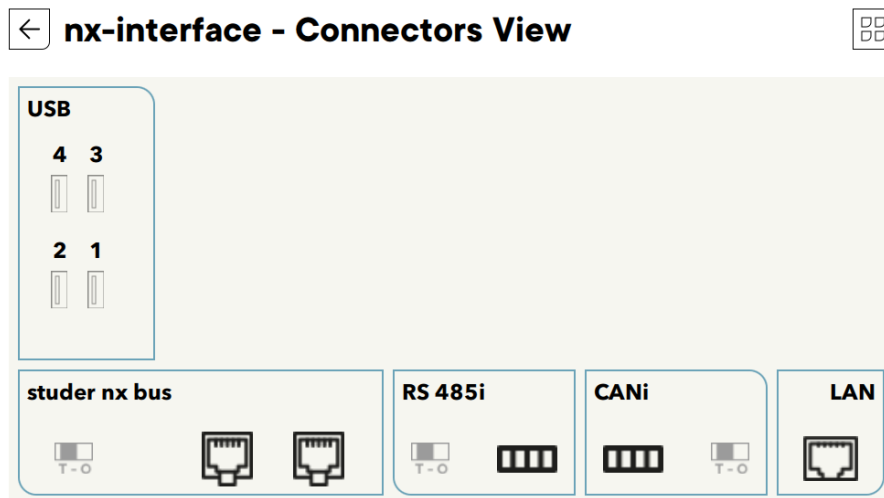 nx-interface - Connectors View
USB
4 3
2 1
studer nx bus
T - O
RS 485i
T - O
CANi
T - O
LAN